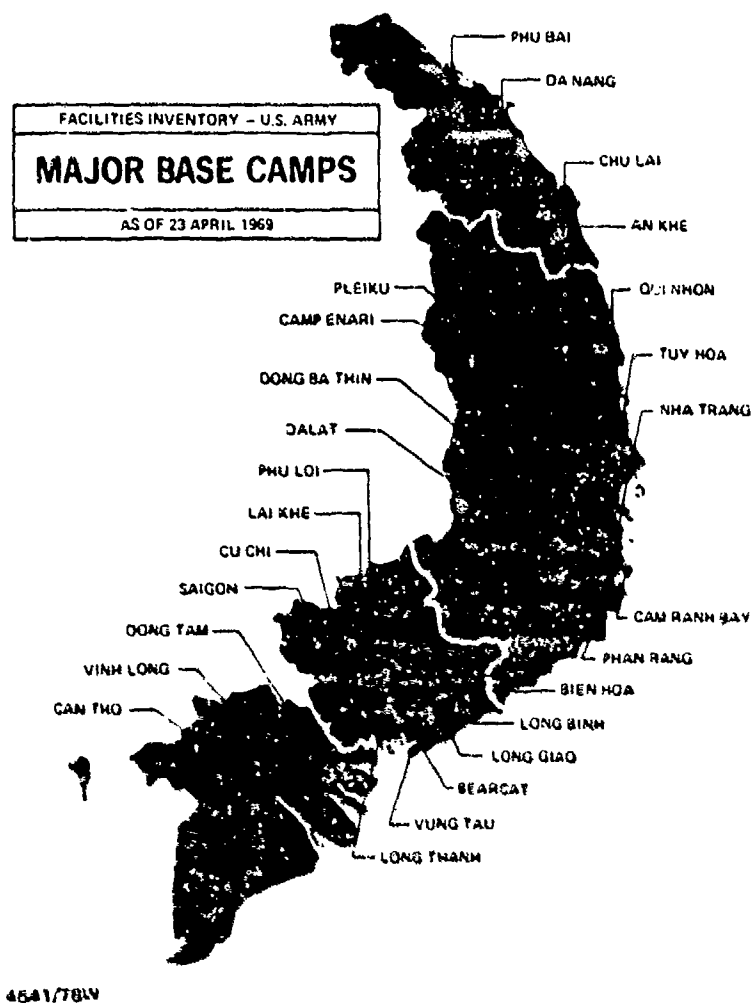 FACILITIES INVENTORY – U.S. ARMY
MAJOR BASE CAMPS
AS OF 23 APRIL 1969
PHU BAI
DA NANG
CHU LAI
AN KHE
QUI NHON
TUY HOA
NHA TRANG
CAM RANH BAY
PHAN RANG
BIEN HOA
LONG BINH
LONG GIAO
BEARCAT
VUNG TAU
LONG THANH
PLEIKU
CAMP ENARI
DONG BA THIN
DALAT
PHU LOI
LAI KHE
CU CHI
SAIGON
DONG TAM
VINH LONG
CAN THO